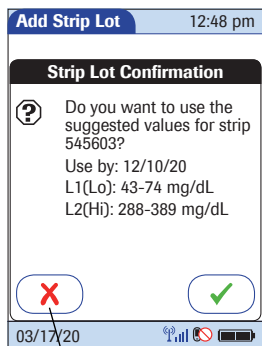 Add Strip Lot 12:48 pm
Strip Lot Confirmation
Do you want to use the
suggested values for strip
545603?
Use by: 12/10/20
L1(Lo): 43-74 mg/dL
L2(Hi): 288-389 mg/dL
03/17/20